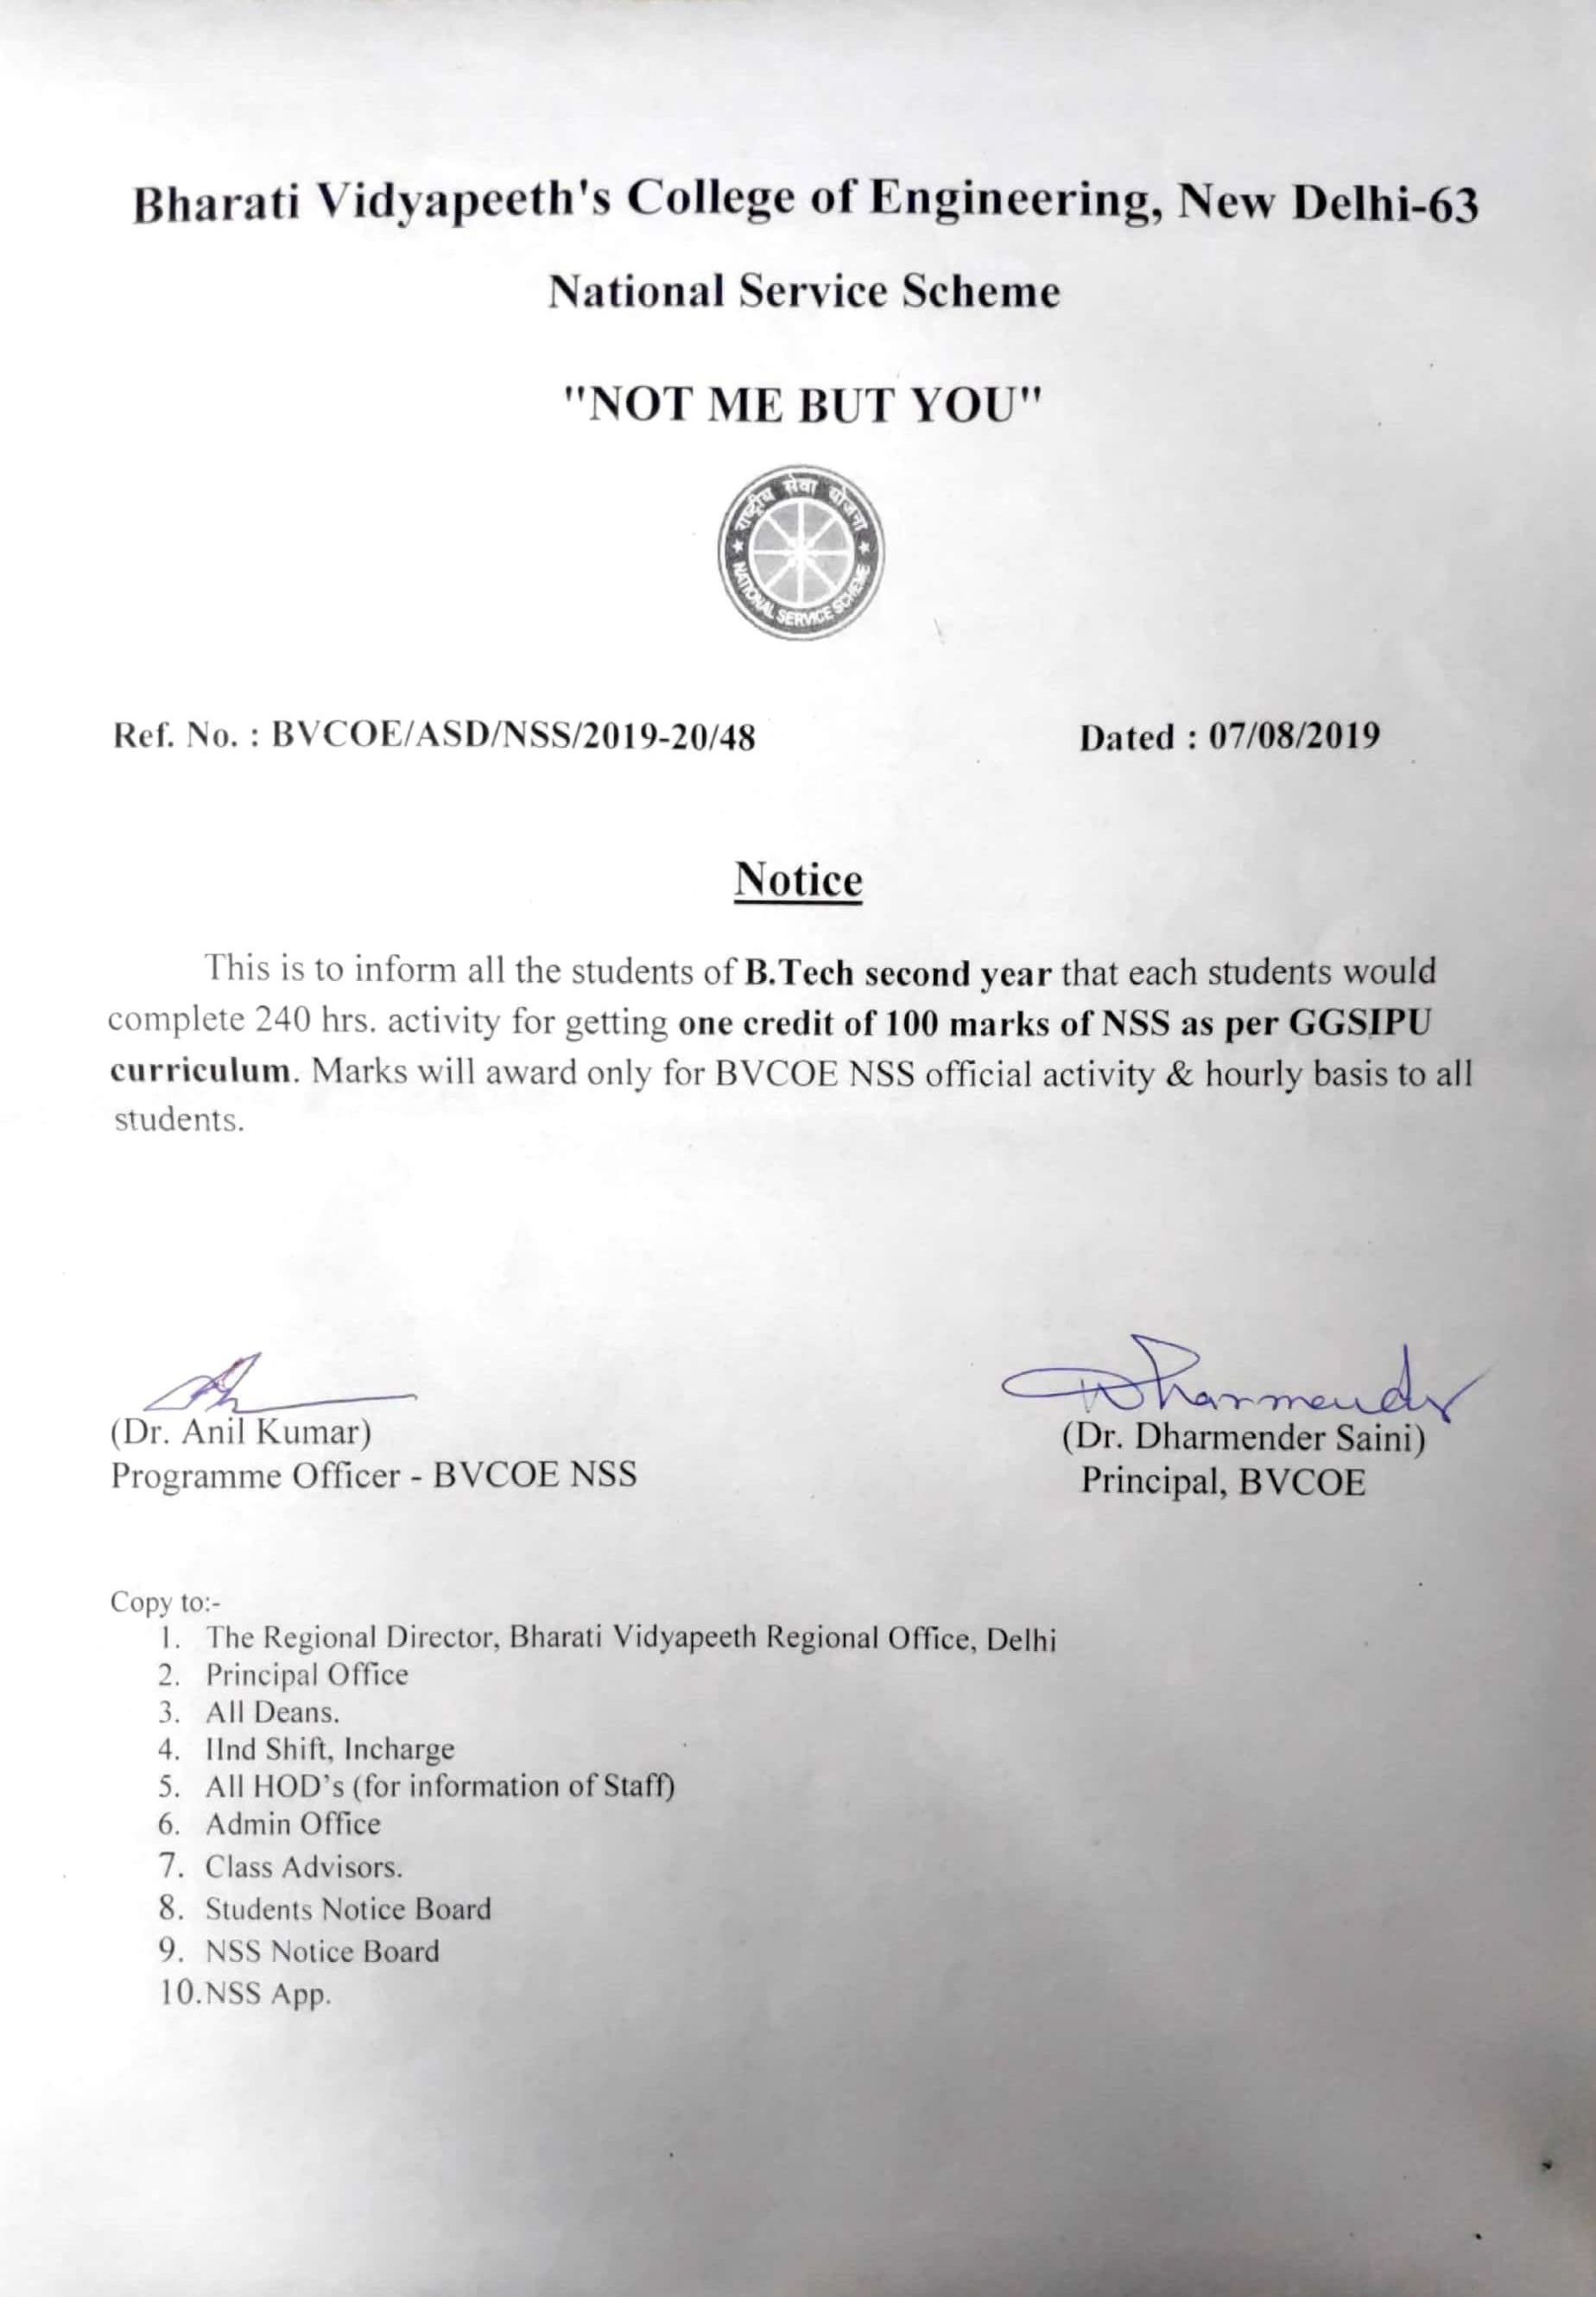 Bharati Vidyapeeth's College of Engineering, New Delhi-63
National Service Scheme
"NOT ME BUT YOU"
राष्ट्रीय सेवा योजना
NATIONAL SERVICE SCHEME
Ref. No. : BVCOE/ASD/NSS/2019-20/48 Dated : 07/08/2019
Notice
This is to inform all the students of B.Tech second year that each students would
complete 240 hrs. activity for getting one credit of 100 marks of NSS as per GGSIPU
curriculum. Marks will award only for BVCOE NSS official activity & hourly basis to all
students.
Dharmender
(Dr. Anil Kumar) (Dr. Dharmender Saini)
Programme Officer - BVCOE NSS Principal, BVCOE
Copy to:-
1. The Regional Director, Bharati Vidyapeeth Regional Office, Delhi
2. Principal Office
3. All Deans.
4. IInd Shift, Incharge
5. All HOD's (for information of Staff)
6. Admin Office
7. Class Advisors.
8. Students Notice Board
9. NSS Notice Board
10.NSS App.